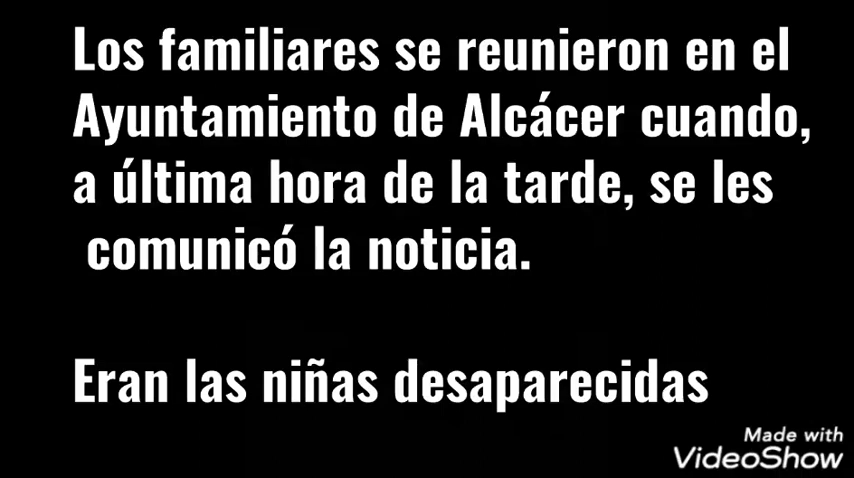 Los familiares se reunieron en el
Ayuntamiento de Alcácer cuando,
a última hora de la tarde, se les
comunicó la noticia.
Eran las niñas desaparecidas
Made with
VideoShow